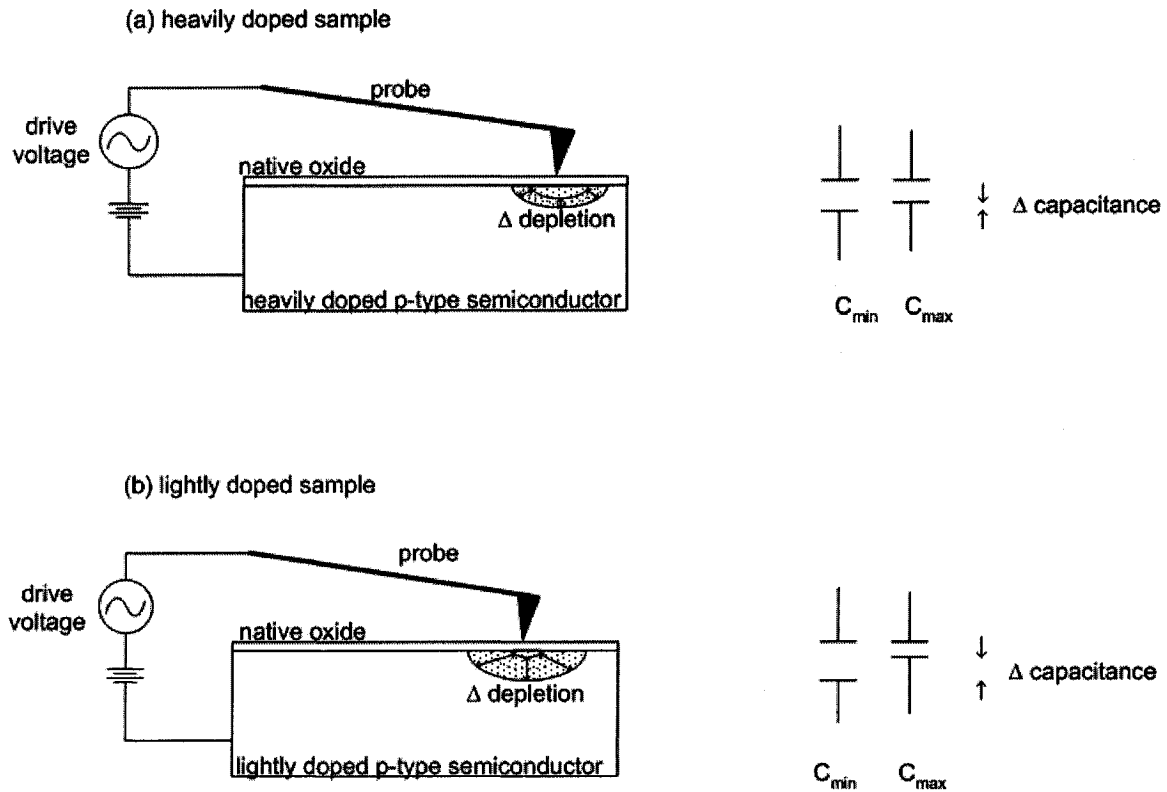 (a) heavily doped sample
probe
drive
voltage
native oxide
Δ depletion
heavily doped p-type semiconductor
Δ capacitance
C_min C_max
(b) lightly doped sample
probe
drive
voltage
native oxide
Δ depletion
lightly doped p-type semiconductor
Δ capacitance
C_min C_max